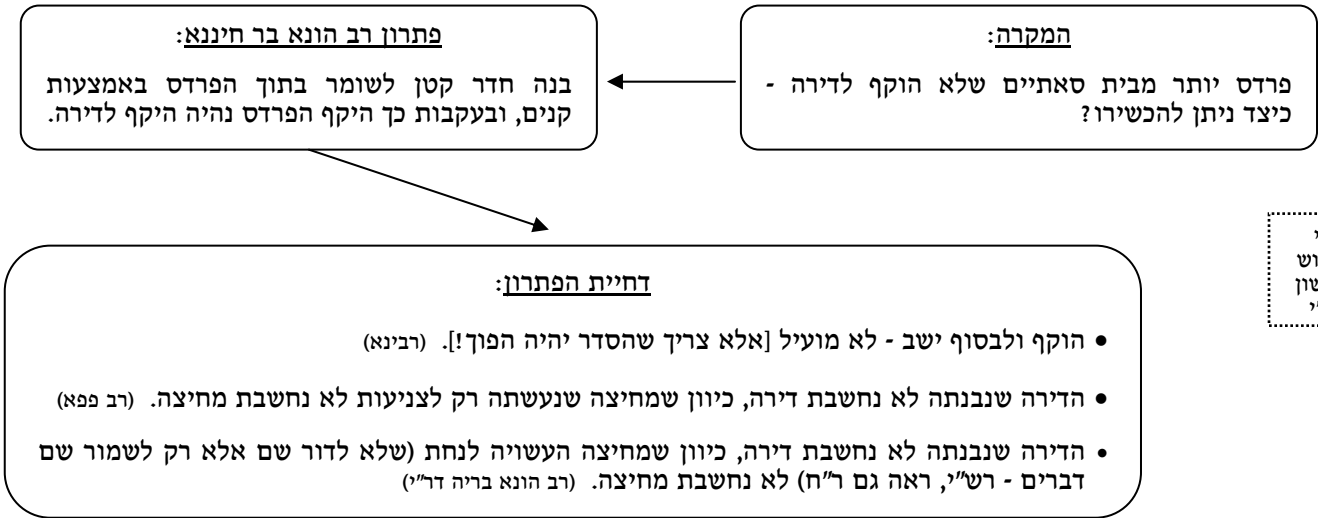 המקרה:
פרדס יותר מבית סאתיים שלא הוקף לדירה - כיצד ניתן להכשירו?
פתרון רב הונא בר חיננא:
בנה חדר קטן לשומר בתוך הפרדס באמצעות
קנים, ובעקבות כך היקף הפרדס נהיה היקף לדירה.
דחיית הפתרון:
• הוקף ולבסוף ישב - לא מועיל [אלא צריך שהסדר יהיה הפוך!]. (רבינא)
• הדירה שנבנתה לא נחשבת דירה, כיוון שמחיצה שנעשתה רק לצניעות לא נחשבת מחיצה. (רב פפא)
• הדירה שנבנתה לא נחשבת דירה, כיוון שמחיצה העשויה לנחת (שלא לדור שם אלא רק לשמור שם
דברים - רש"י, ראה גם ר"ח) לא נחשבת מחיצה. (רב הונא בריה דר"י)